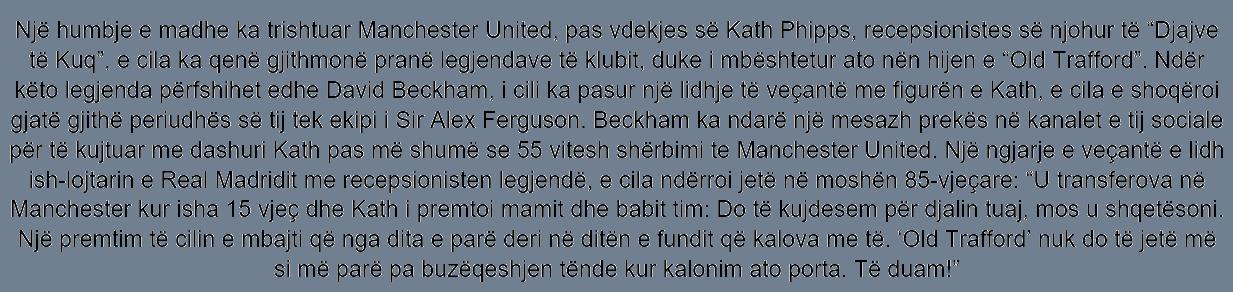 Një humbje e madhe ka trishtuar Manchester United, pas vdekjes së Kath Phipps, recepsionistes së njohur të “Djajve
të Kuq”, e cila ka qenë gjithmonë pranë legjendave të klubit, duke i mbështetur ato nën hijen e “Old Trafford”. Ndër
këto legjenda përfshihet edhe David Beckham, i cili ka pasur një lidhje të veçantë me figurën e Kath, e cila e shoqëroi
gjatë gjithë periudhës së tij tek ekipi i Sir Alex Ferguson. Beckham ka ndarë një mesazh prekës në kanalet e tij sociale
për të kujtuar me dashuri Kath pas më shumë se 55 vitesh shërbimi te Manchester United. Një ngjarje e veçantë e lidh
ish-lojtarin e Real Madridit me recepsionisten legjendë, e cila ndërroi jetë në moshën 85-vjeçare: “U transferova në
Manchester kur isha 15 vjeç dhe Kath i premtoi mamit dhe babit tim: Do të kujdesem për djalin tuaj, mos u shqetësoni.
Një premtim të cilin e mbajti që nga dita e parë deri në ditën e fundit që kalova me të. ‘Old Trafford’ nuk do të jetë më
si më parë pa buzëqeshjen tënde kur kalonim ato porta. Të duam!”